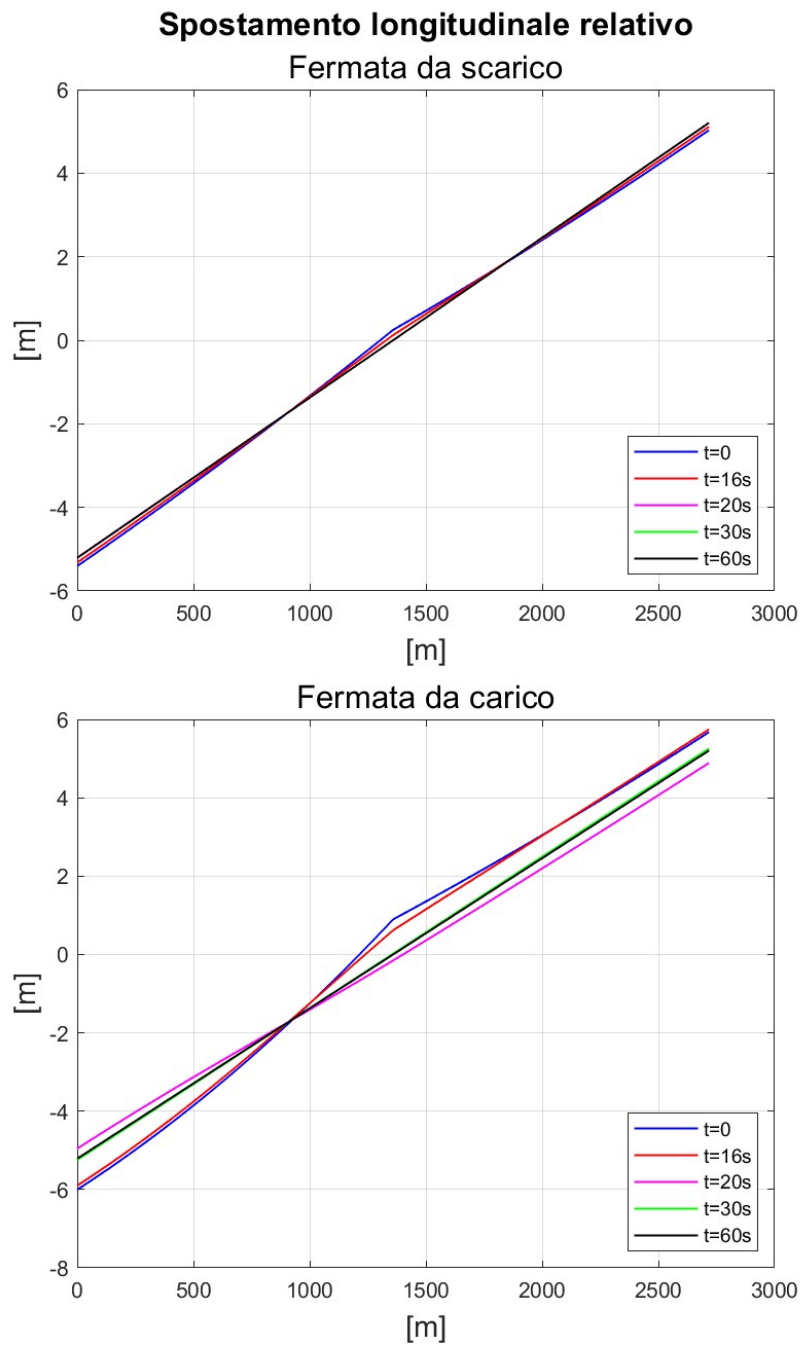 Spostamento longitudinale relativo
Fermata da scarico
6
4
2
0
-2
-4
-6
[m]
0 500 1000 1500 2000 2500 3000
[m]
t=0
t=16s
t=20s
t=30s
t=60s
Fermata da carico
6
4
2
0
-2
-4
-6
-8
[m]
0 500 1000 1500 2000 2500 3000
[m]
t=0
t=16s
t=20s
t=30s
t=60s